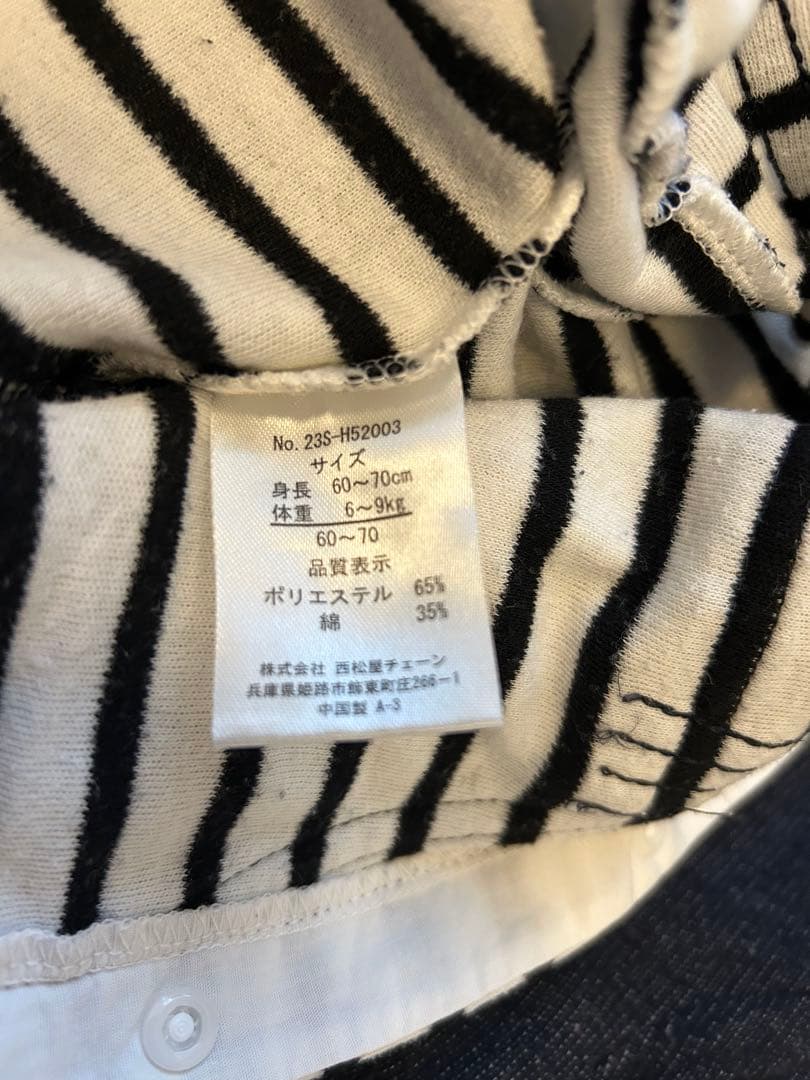 No. 23S-H52003
サイズ
身長 60〜70cm
体重 6〜9kg
60〜70
品質表示
ポリエステル 65%
綿 35%
株式会社 西松屋チェーン
兵庫県姫路市飾東町庄266-1
中国製 A-3